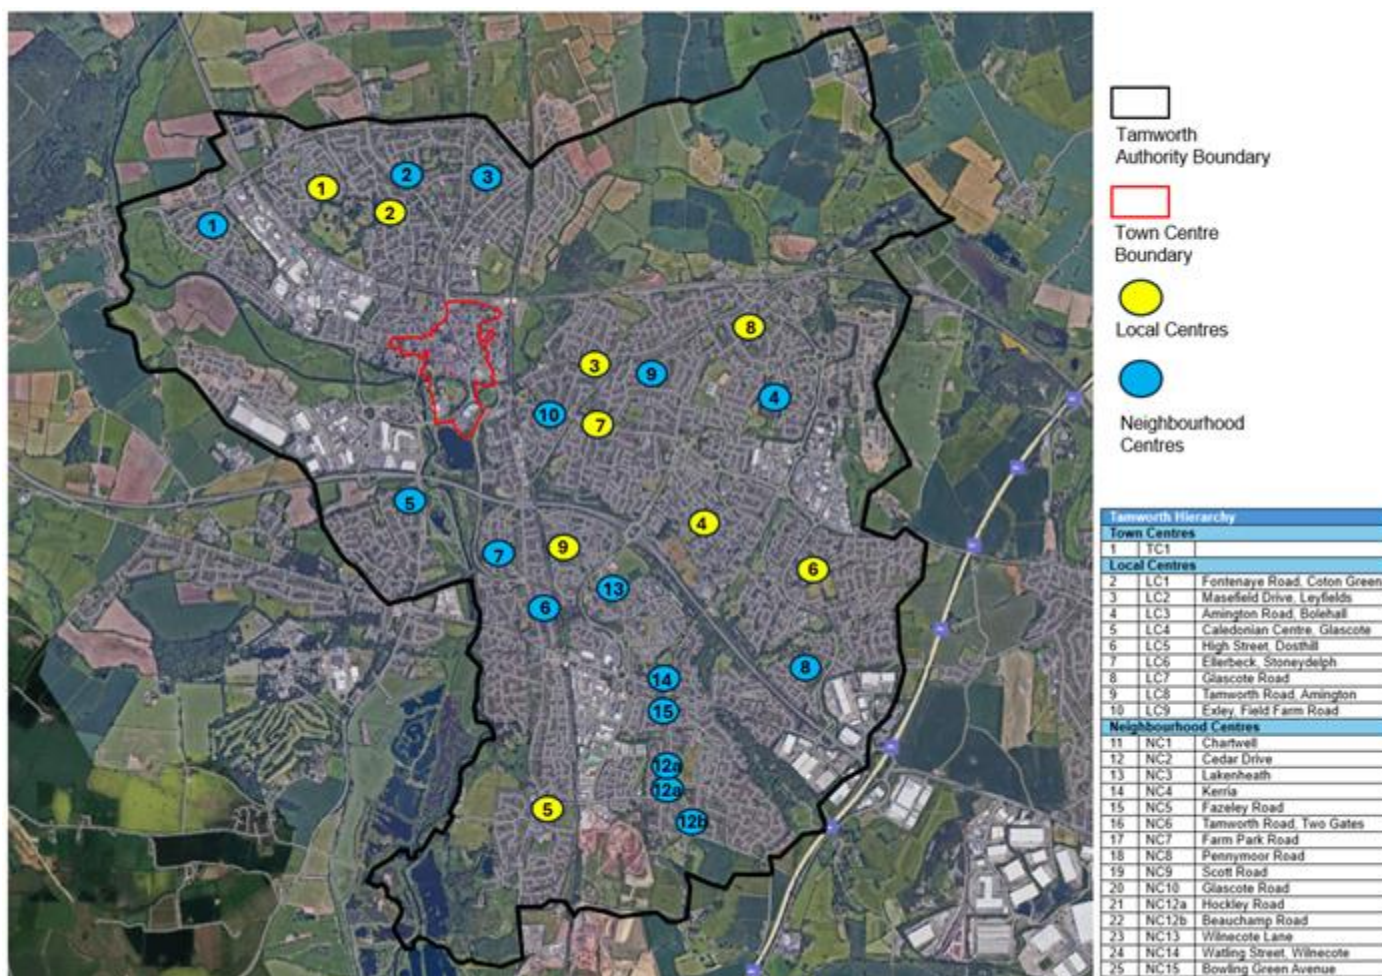 1
2
3
1
2
8
3
9
4
10
7
5
4
9
7
6
13
6
8
14
15
12a
12a
5
12b
Tamworth
Authority Boundary
Town Centre
Boundary
Local Centres
Neighbourhood
Centres
Tamworth Hierarchy
Town Centres
1 TC1
Local Centres
2 LC1 Fontenaye Road, Coton Green
3 LC2 Masefield Drive, Leyfields
4 LC3 Amington Road, Bolehall
5 LC4 Caledonian Centre, Glascote
6 LC5 High Street, Dosthill
7 LC6 Ellerbeck, Stoneydelph
8 LC7 Glascote Road
9 LC8 Tamworth Road, Amington
10 LC9 Exley, Field Farm Road
Neighbourhood Centres
11 NC1 Chartwell
12 NC2 Cedar Drive
13 NC3 Lakenheath
14 NC4 Kerria
15 NC5 Fazeley Road
16 NC6 Tamworth Road, Two Gates
17 NC7 Farm Park Road
18 NC8 Pennymoor Road
19 NC9 Scott Road
20 NC10 Glascote Road
21 NC12a Hockley Road
22 NC12b Beauchamp Road
23 NC13 Wilnecote Lane
24 NC14 Watling Street, Wilnecote
25 NC15 Bowling Green Avenue